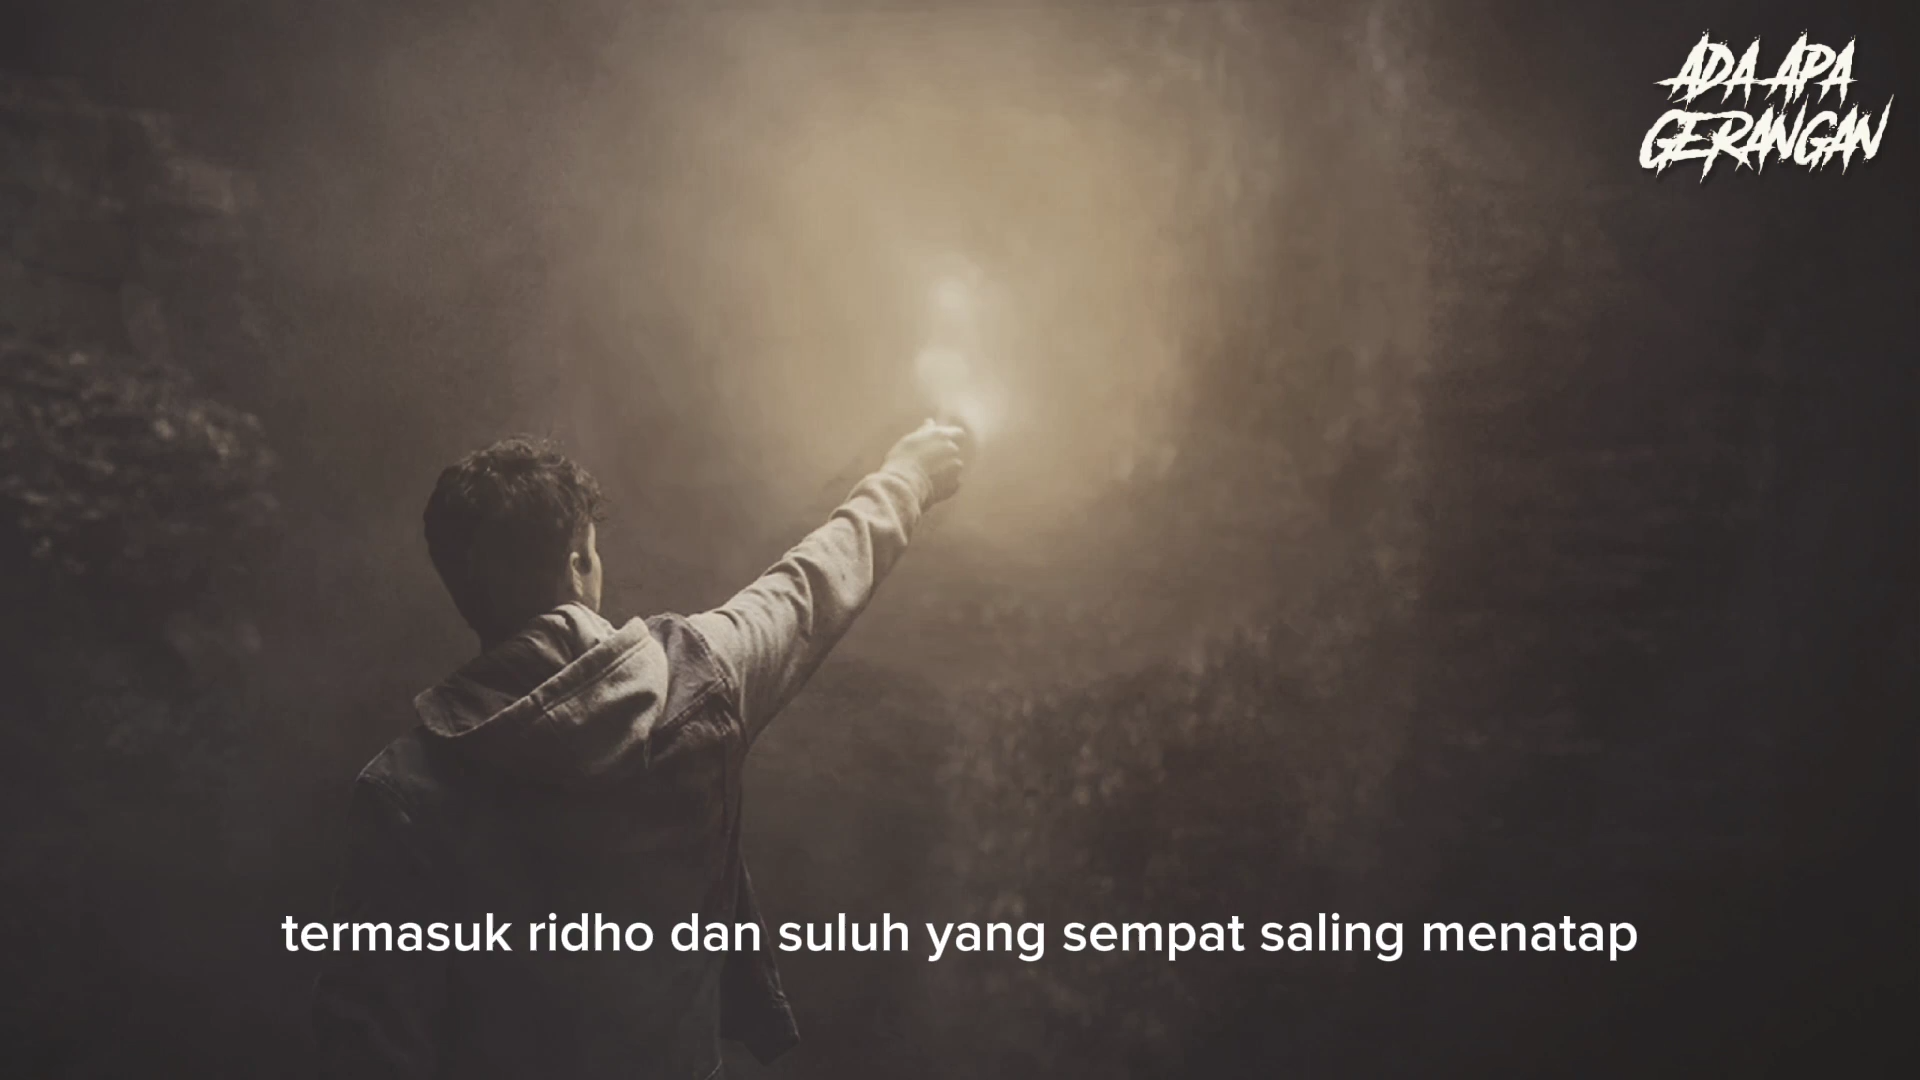 ADA APA
GERANGAN
termasuk ridho dan suluh yang sempat saling menatap